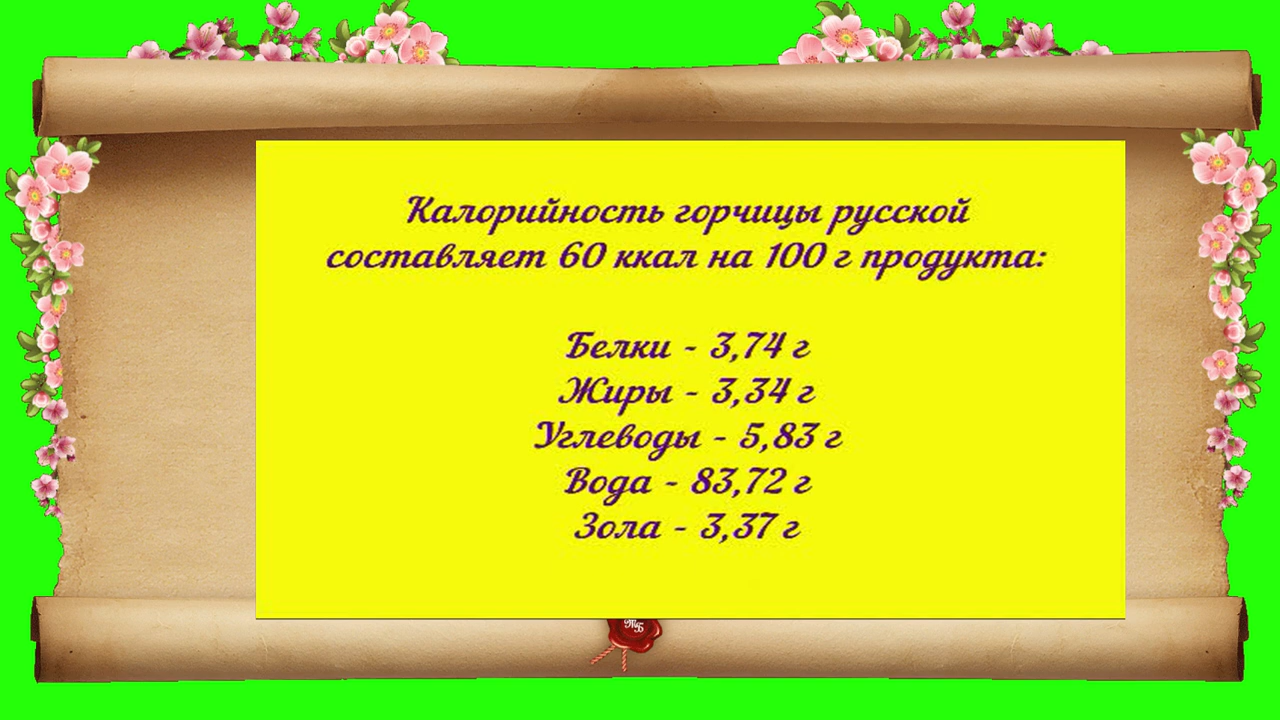 Калорийность горчицы русской
составляет 60 ккал на 100 г продукта:
Белки - 3,74 г
Жиры - 3,34 г
Углеводы - 5,83 г
Вода - 83,72 г
Зола - 3,37 г